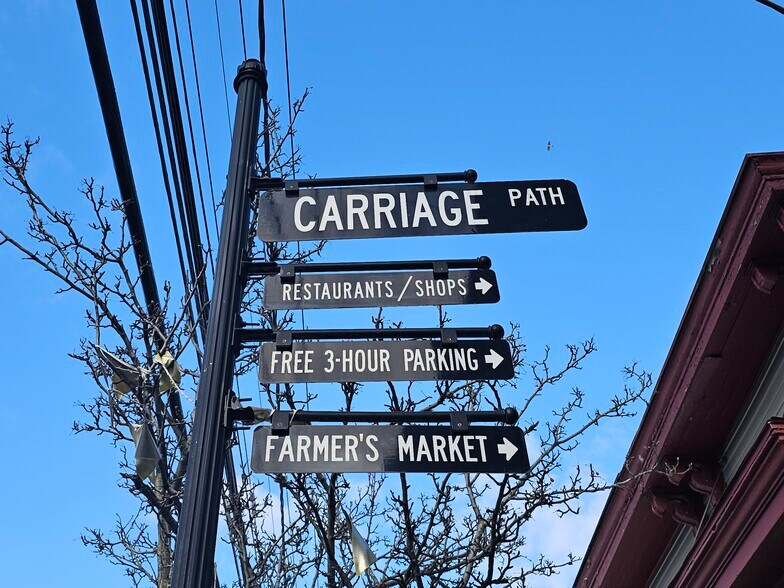 CARRIAGE PATH
RESTAURANTS/SHOPS
FREE 3-HOUR PARKING
FARMER'S MARKET